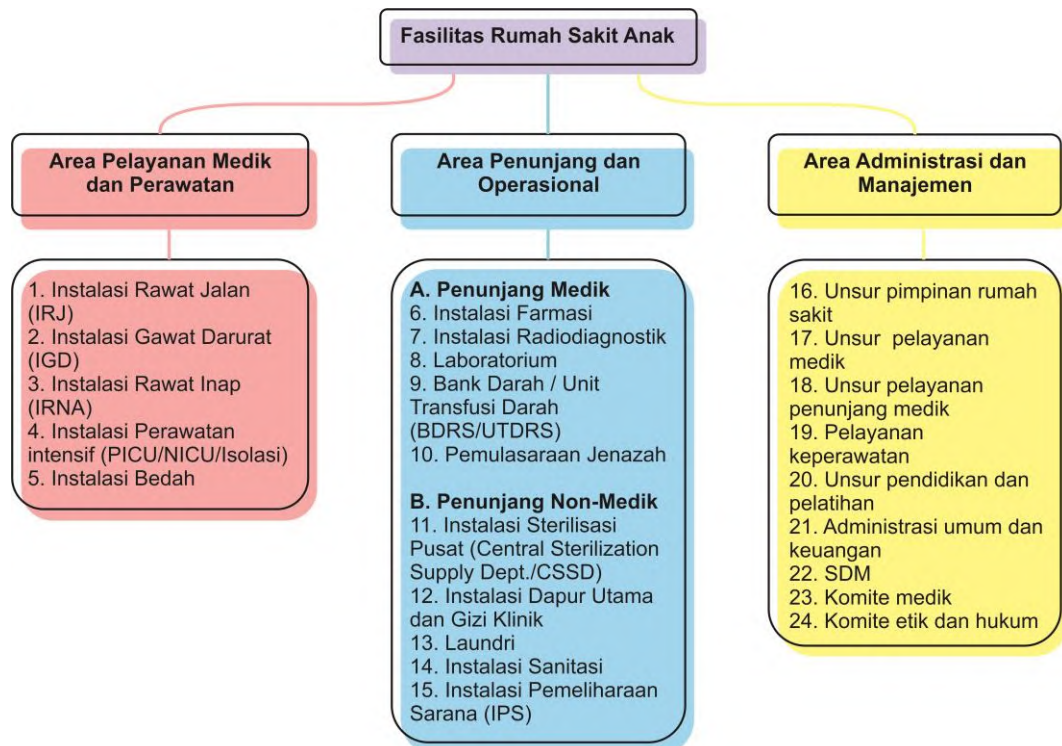 Fasilitas Rumah Sakit Anak
Area Pelayanan Medik
dan Perawatan
1. Instalasi Rawat Jalan
(IRJ)
2. Instalasi Gawat Darurat
(IGD)
3. Instalasi Rawat Inap
(IRNA)
4. Instalasi Perawatan
intensif (PICU/NICU/Isolasi)
5. Instalasi Bedah
Area Penunjang dan
Operasional
A. Penunjang Medik
6. Instalasi Farmasi
7. Instalasi Radiodiagnostik
8. Laboratorium
9. Bank Darah / Unit
Transfusi Darah
(BDRS/UTDRS)
10. Pemulasaraan Jenazah
B. Penunjang Non-Medik
11. Instalasi Sterilisasi
Pusat (Central Sterilization
Supply Dept./CSSD)
12. Instalasi Dapur Utama
dan Gizi Klinik
13. Laundri
14. Instalasi Sanitasi
15. Instalasi Pemeliharaan
Sarana (IPS)
Area Administrasi dan
Manajemen
16. Unsur pimpinan rumah
sakit
17. Unsur pelayanan
medik
18. Unsur pelayanan
penunjang medik
19. Pelayanan
keperawatan
20. Unsur pendidikan dan
pelatihan
21. Administrasi umum dan
keuangan
22. SDM
23. Komite medik
24. Komite etik dan hukum